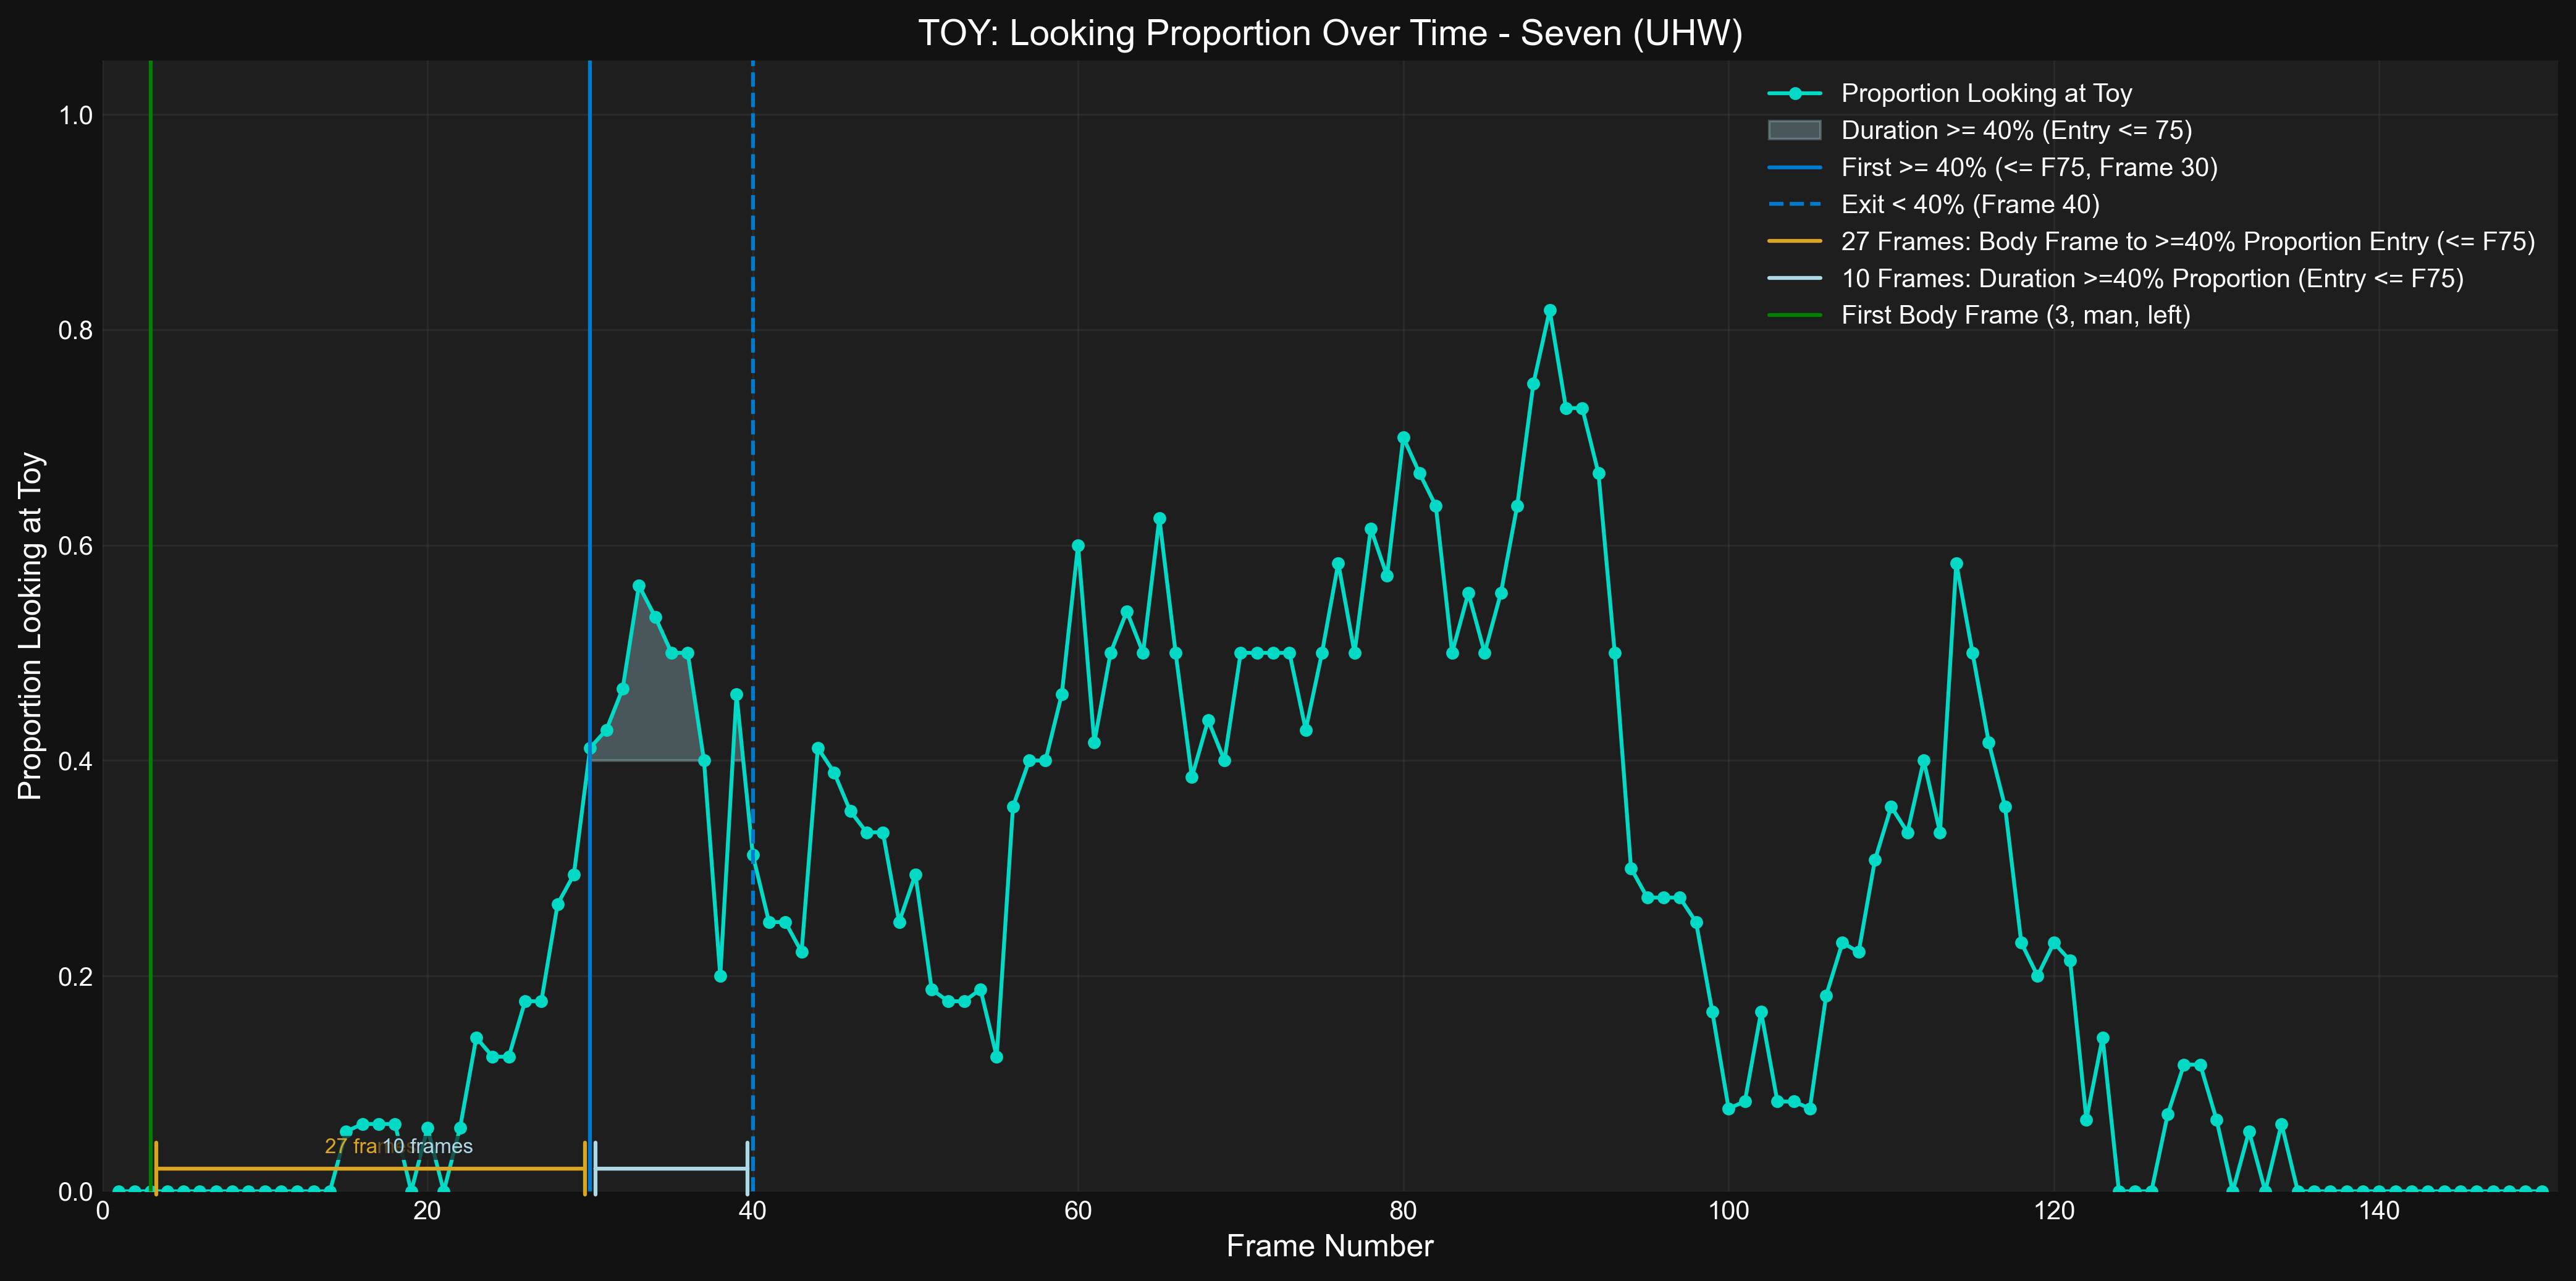 TOY: Looking Proportion Over Time - Seven (UHW)
Proportion Looking at Toy
Duration >= 40% (Entry <= 75)
First >= 40% (<= F75, Frame 30)
Exit < 40% (Frame 40)
27 Frames: Body Frame to >=40% Proportion Entry (<= F75)
10 Frames: Duration >=40% Proportion (Entry <= F75)
First Body Frame (3, man, left)
Proportion Looking at Toy
1.0
0.8
0.6
0.4
0.2
0.0
27 frames
10 frames
0 20 40 60 80 100 120 140
Frame Number